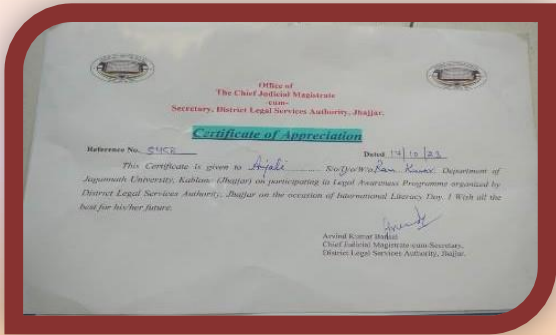 Office of
The Chief Judicial Magistrate
-cum-
Secretary, District Legal Services Authority, Jhajjar.
Certificate of Appreciation
Reference No. Dated 14/10/23
This Certificate is given to Anjali S/o/D/o/W/o Ram Kumar Department of
Jagannath University, Kablana (Jhajjar) on participating in Legal Awareness Programme organized by
District Legal Services Authority, Jhajjar on the occasion of International Literacy Day. I Wish all the
best for his/her future.
Arvind Kumar
Chief Judicial Magistrate-cum-Secretary,
District Legal Services Authority, Jhajjar.